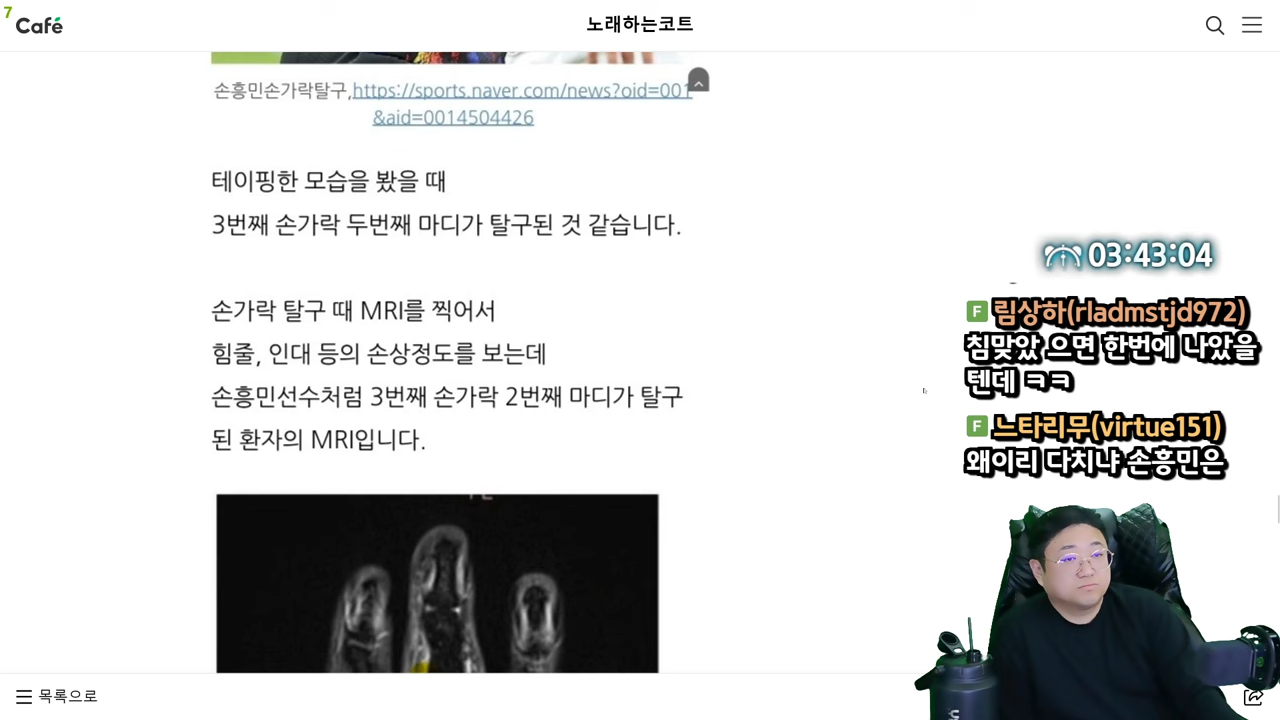 7
Café
노래하는코트
손흥민손가락탈구,https://sports.naver.com/news?oid=001
&aid=0014504426
테이핑한 모습을 봤을 때
3번째 손가락 두번째 마디가 탈구된 것 같습니다.
손가락 탈구 때 MRI를 찍어서
힘줄, 인대 등의 손상정도를 보는데
손흥민선수처럼 3번째 손가락 2번째 마디가 탈구
된 환자의 MRI입니다.
03:43:04
F 림상하(rladmstjd972)
침맞았 으면 한번에 나았을
텐데 ㅋㅋ
F 느타리무(virtue151)
왜이리 다치냐 손흥민은
목록으로